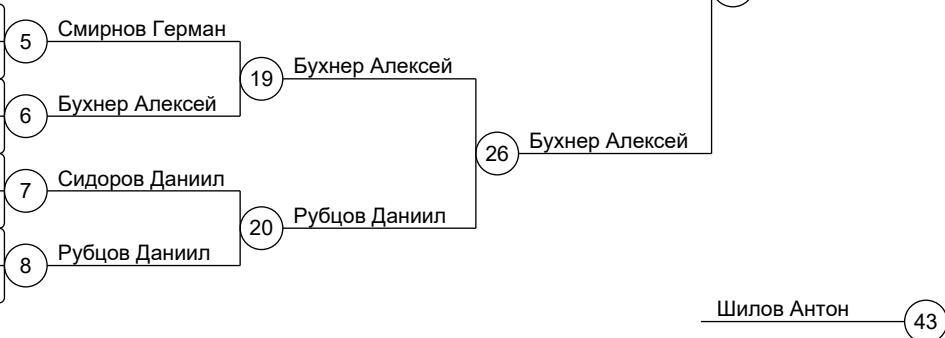 5
Смирнов Герман
19
Бухнер Алексей
6
Бухнер Алексей
26
Бухнер Алексей
7
Сидоров Даниил
20
Рубцов Даниил
8
Рубцов Даниил
Шилов Антон
43